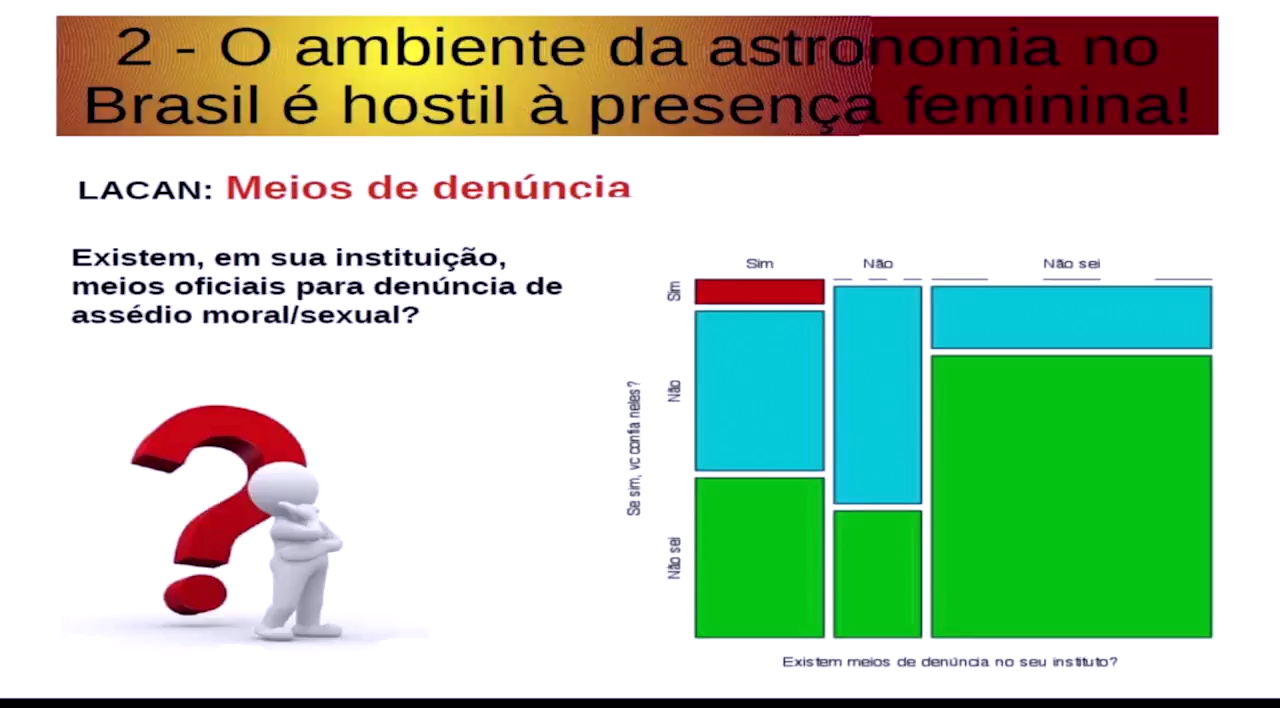 2 - O ambiente da astronomia no
Brasil é hostil à presença feminina!
LACAN: Meios de denúncia
Existem, em sua instituição,
meios oficiais para denúncia de
assédio moral/sexual?
Sim
Não
Não sei
Se sim, vc confia neles?
Sim
Não
Não sei
Existem meios de denúncia no seu instituto?